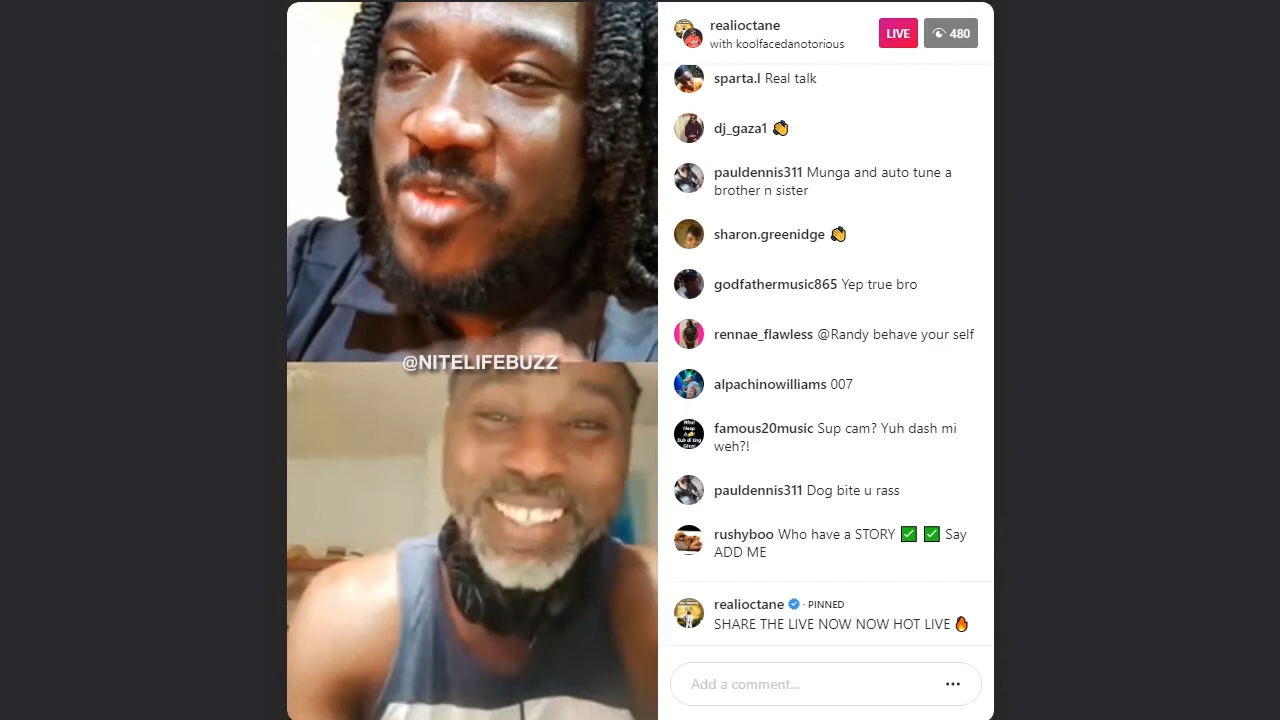 realioctane
with koolfacedanotorious
LIVE
480
sparta.l Real talk
dj_gaza1 👏
pauldennis311 Munga and auto tune a
brother n sister
sharon.greenidge 👏
godfathermusic865 Yep true bro
rennae_flawless @Randy behave your self
alpachinowilliams 007
famous20music Sup cam? Yuh dash mi
weh?!
pauldennis311 Dog bite u rass
rushyboo Who have a STORY ✅ ✅ Say
ADD ME
realioctane · PINNED
SHARE THE LIVE NOW NOW HOT LIVE 🔥
Add a comment...
@NITELIFEBUZZ